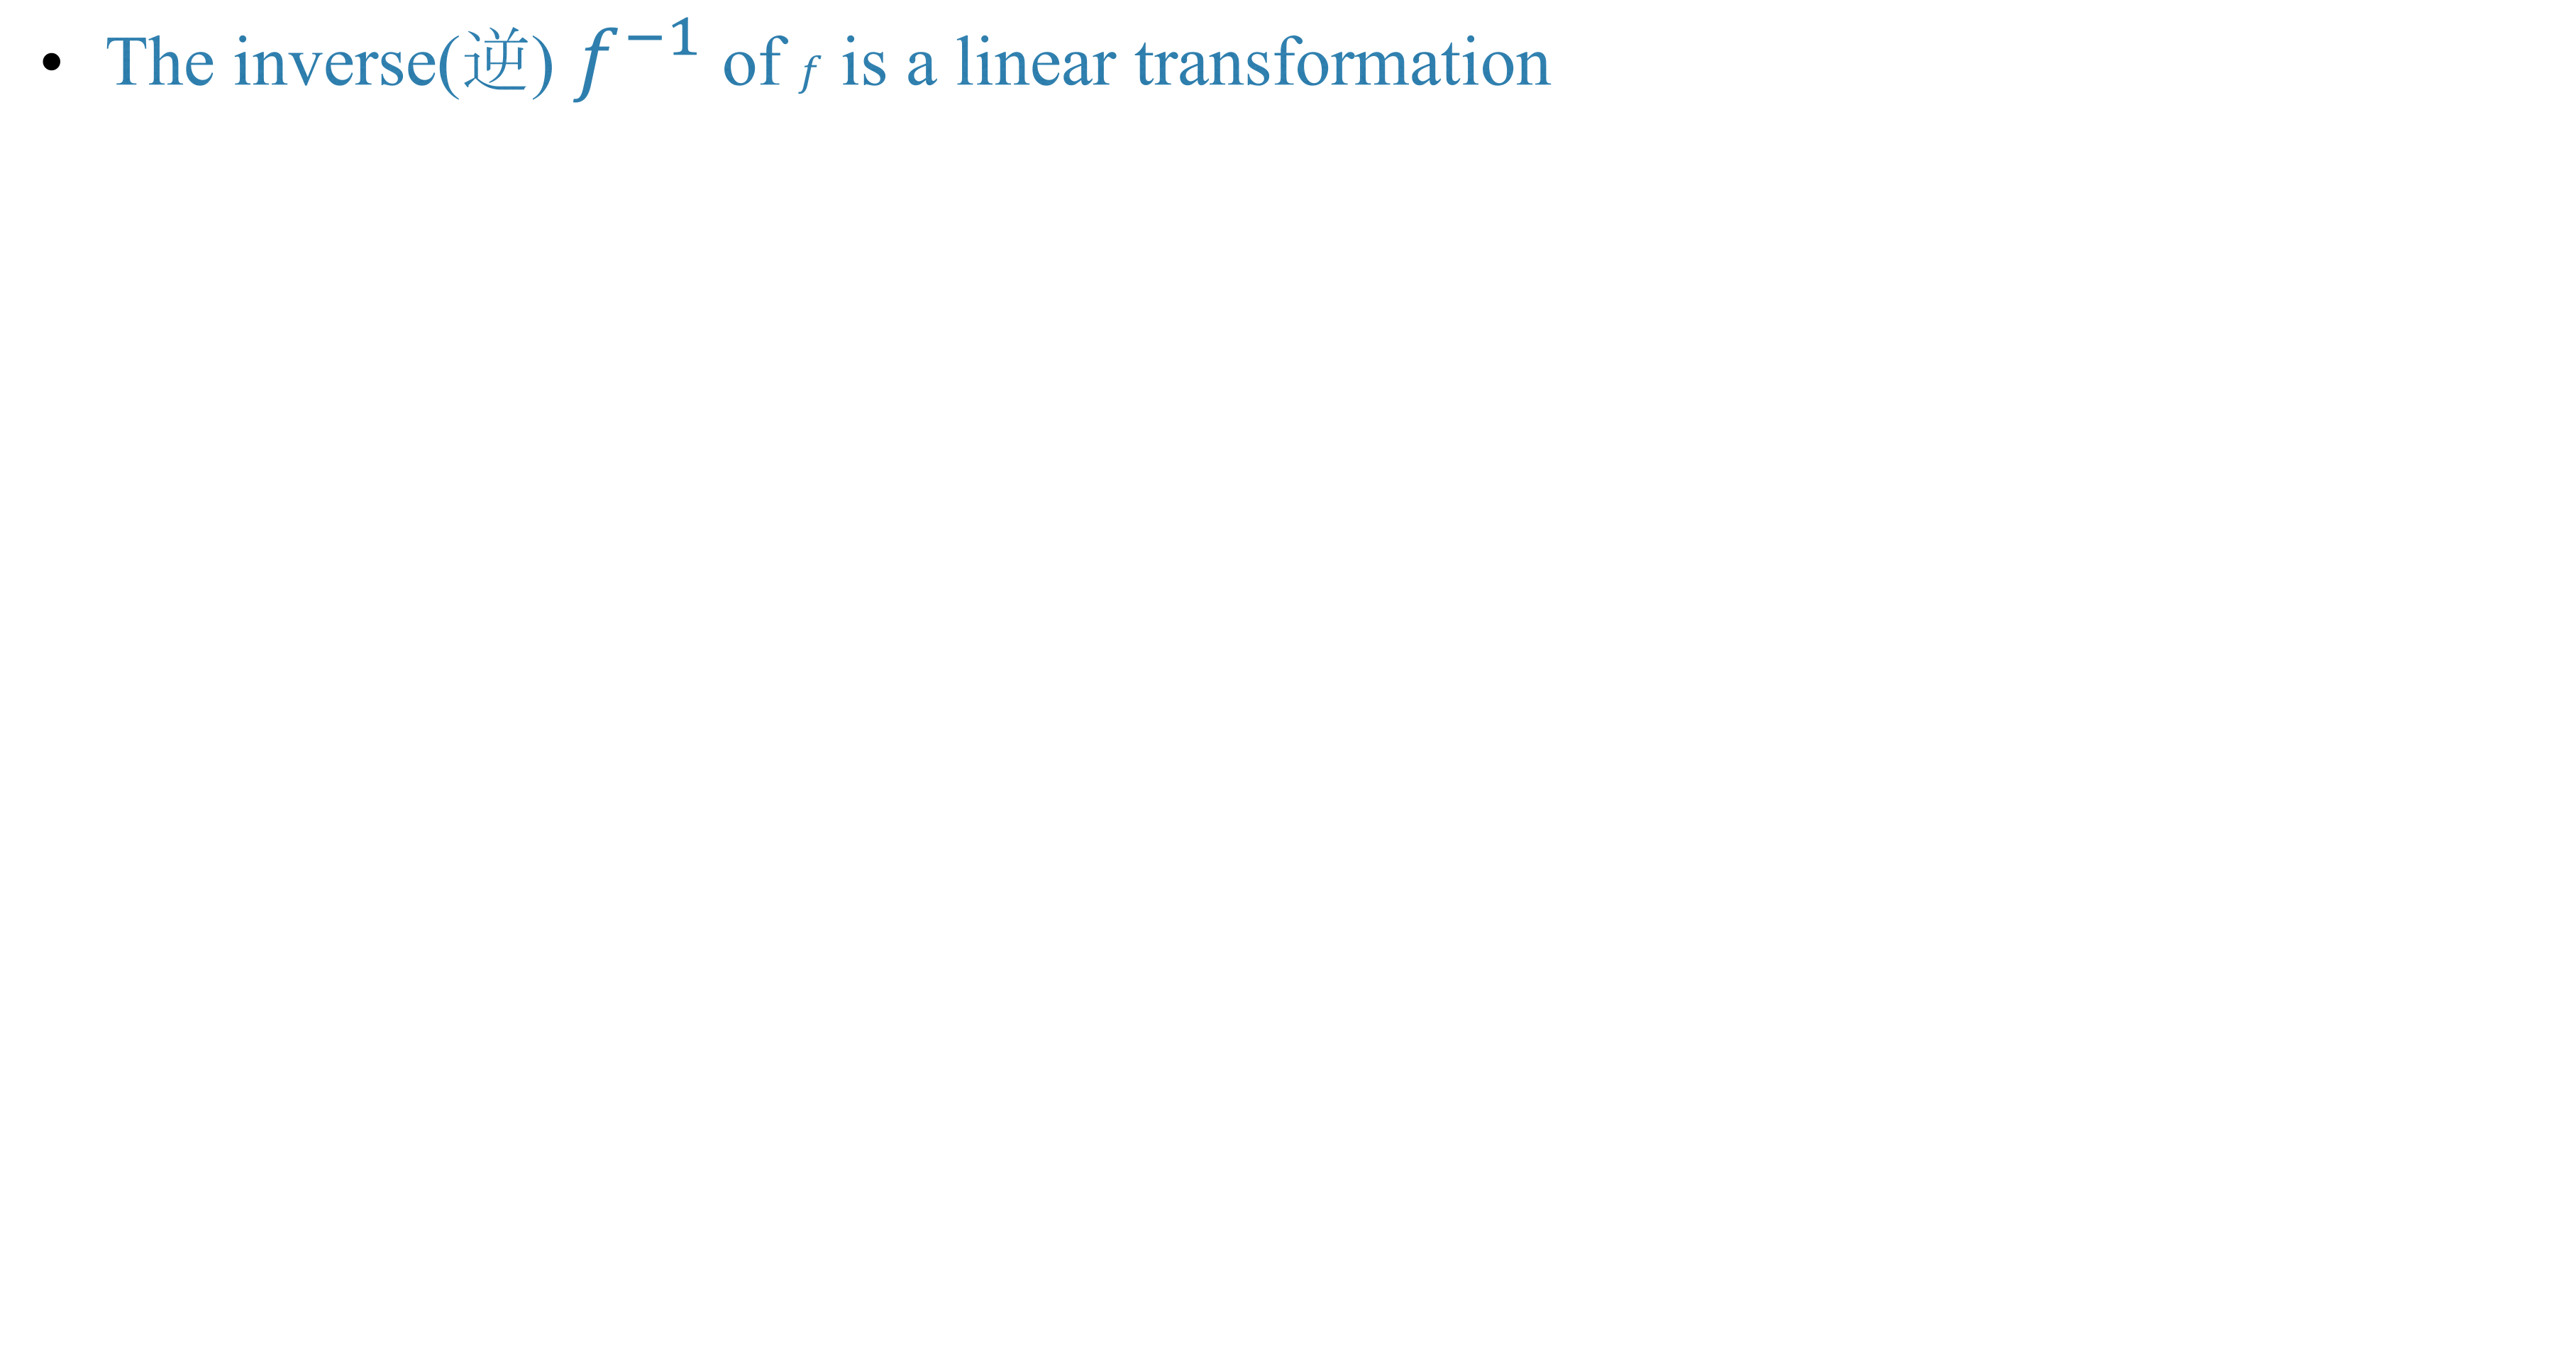 • The inverse(逆) $f^{-1}$ of $f$ is a linear transformation